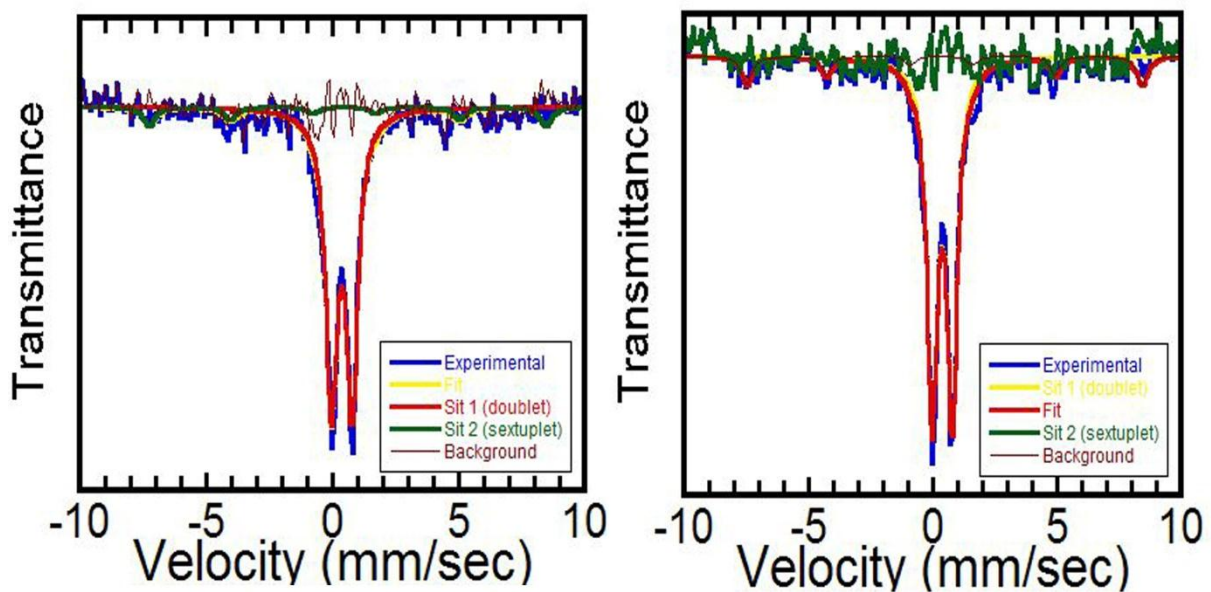 Transmittance
Experimental
Fit
Sit 1 (doublet)
Sit 2 (sextuplet)
Background
-10 -5 0 5 10
Velocity (mm/sec)
Transmittance
Experimental
Sit 1 (doublet)
Fit
Sit 2 (sextuplet)
Background
-10 -5 0 5 10
Velocity (mm/sec)